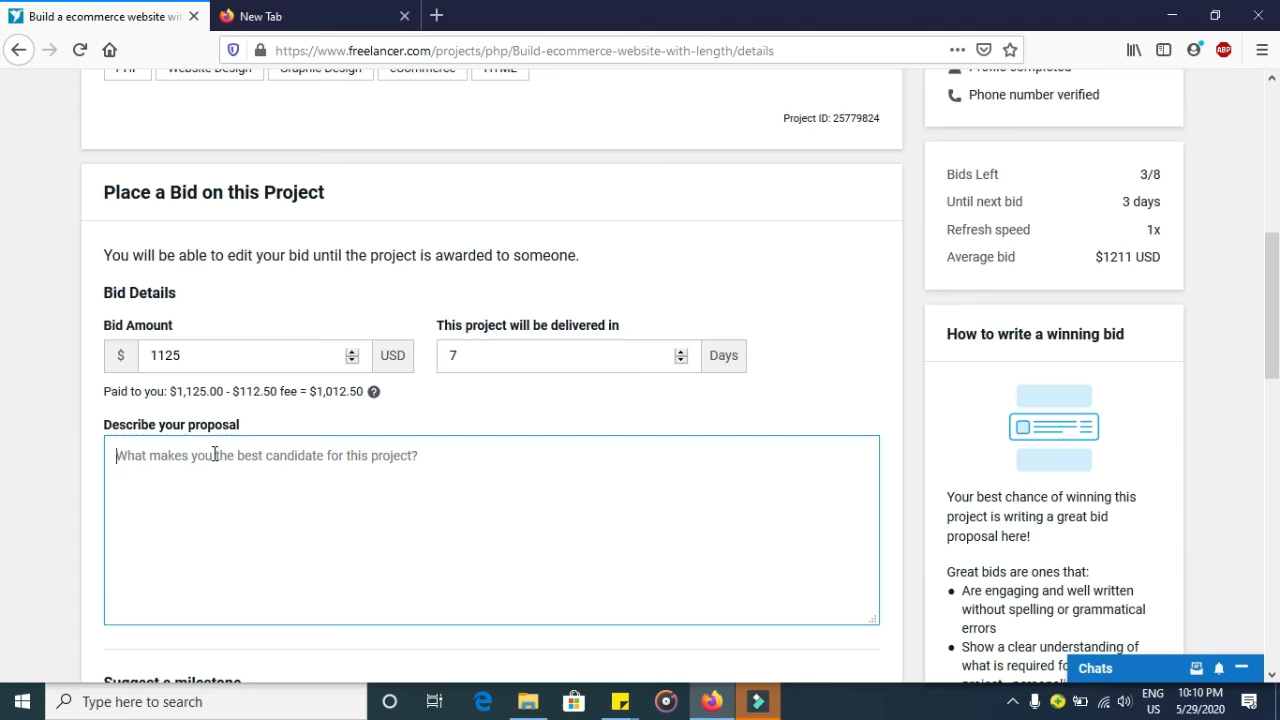 Build a ecommerce website wit
New Tab
https://www.freelancer.com/projects/php/Build-ecommerce-website-with-length/details
ABP
PHP Website Design Graphic Design eCommerce HTML
Profile completed
Phone number verified
Project ID: 25779824
Place a Bid on this Project
You will be able to edit your bid until the project is awarded to someone.
Bid Details
Bid Amount
This project will be delivered in
$ 1125 USD
7 Days
Paid to you: $1,125.00 - $112.50 fee = $1,012.50 ?
Describe your proposal
What makes you the best candidate for this project?
Suggest a milestone
Bids Left 3/8
Until next bid 3 days
Refresh speed 1x
Average bid $1211 USD
How to write a winning bid
Your best chance of winning this
project is writing a great bid
proposal here!
Great bids are ones that:
● Are engaging and well written
without spelling or grammatical
errors
● Show a clear understanding of
what is required fo
Chats
Type here to search
ENG
US
10:10 PM
5/29/2020